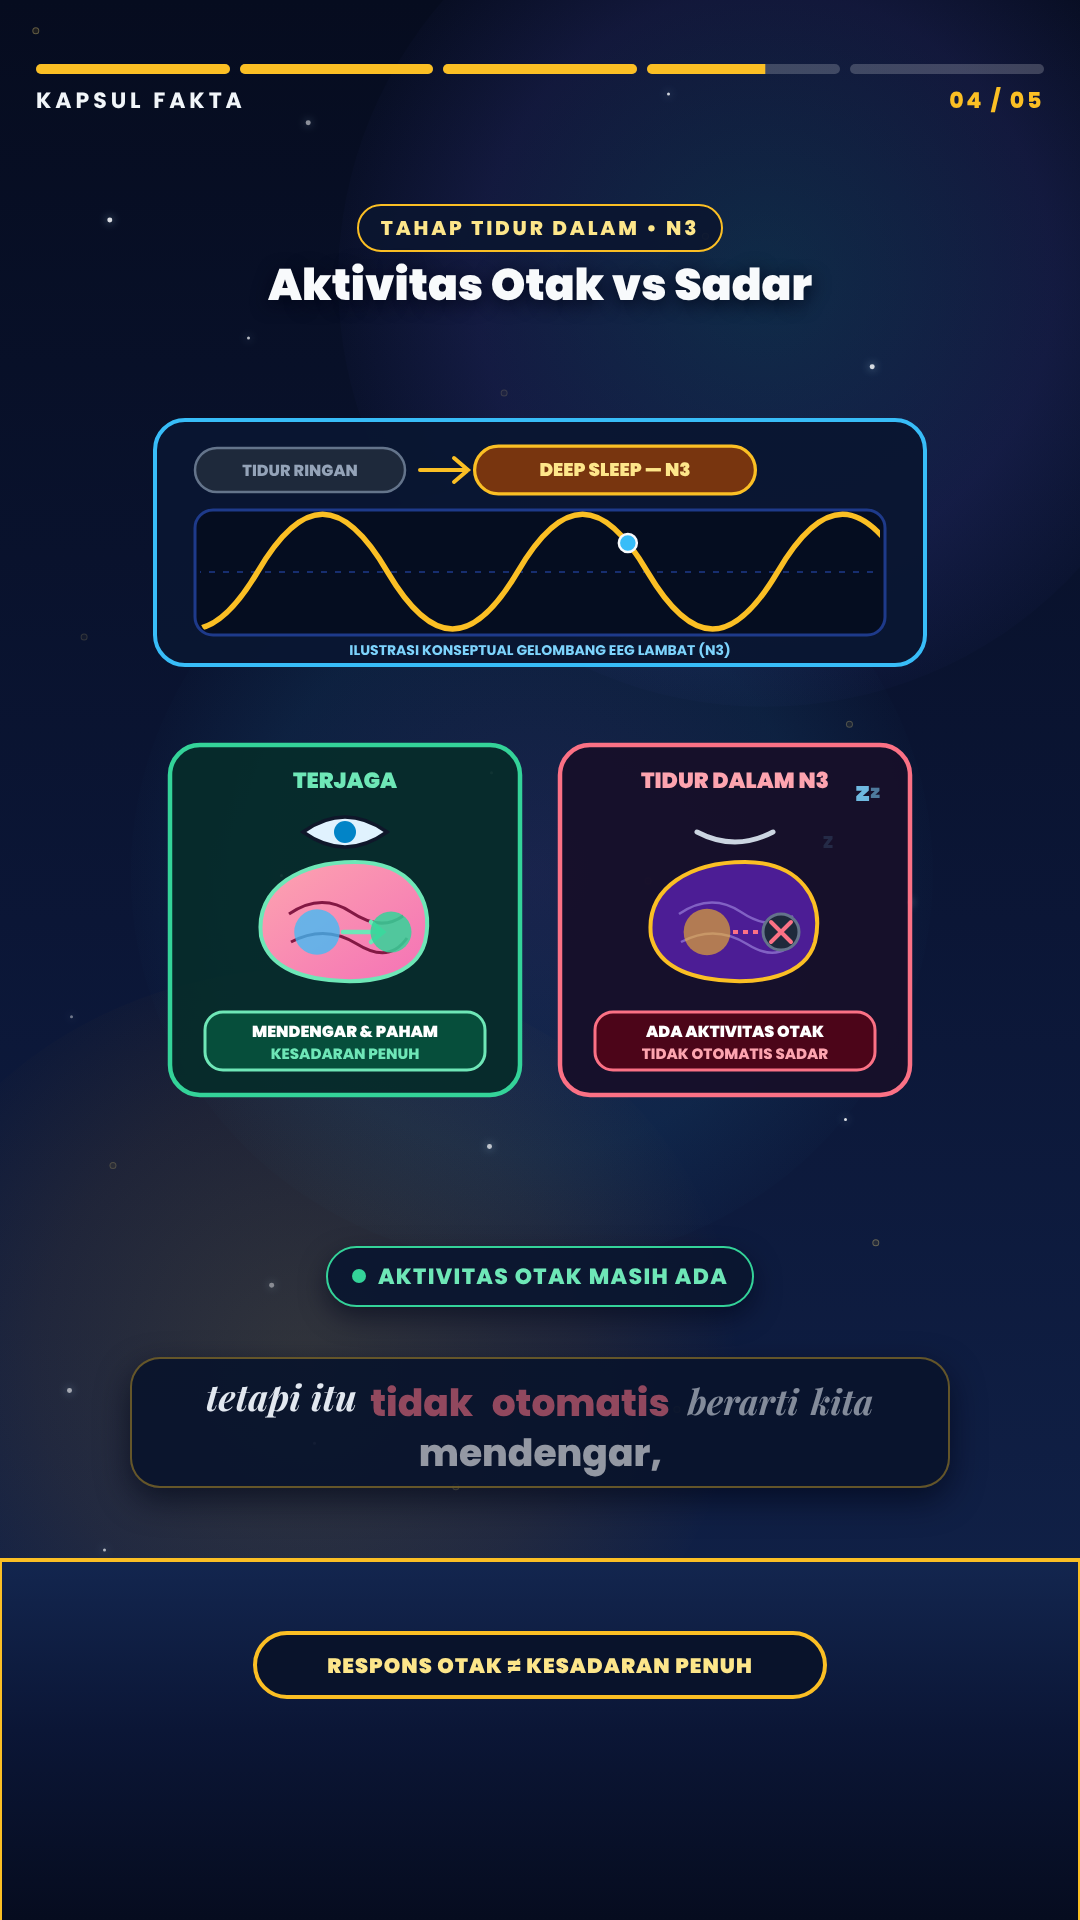 KAPSUL FAKTA
04 / 05
TAHAP TIDUR DALAM • N3
Aktivitas Otak vs Sadar
TIDUR RINGAN
DEEP SLEEP — N3
ILUSTRASI KONSEPTUAL GELOMBANG EEG LAMBAT (N3)
TERJAGA
TIDUR DALAM N3
Zz
z
MENDENGAR & PAHAM
KESADARAN PENUH
ADA AKTIVITAS OTAK
TIDAK OTOMATIS SADAR
AKTIVITAS OTAK MASIH ADA
tetapi itu tidak otomatis berarti kita
mendengar,
RESPONS OTAK ≠ KESADARAN PENUH